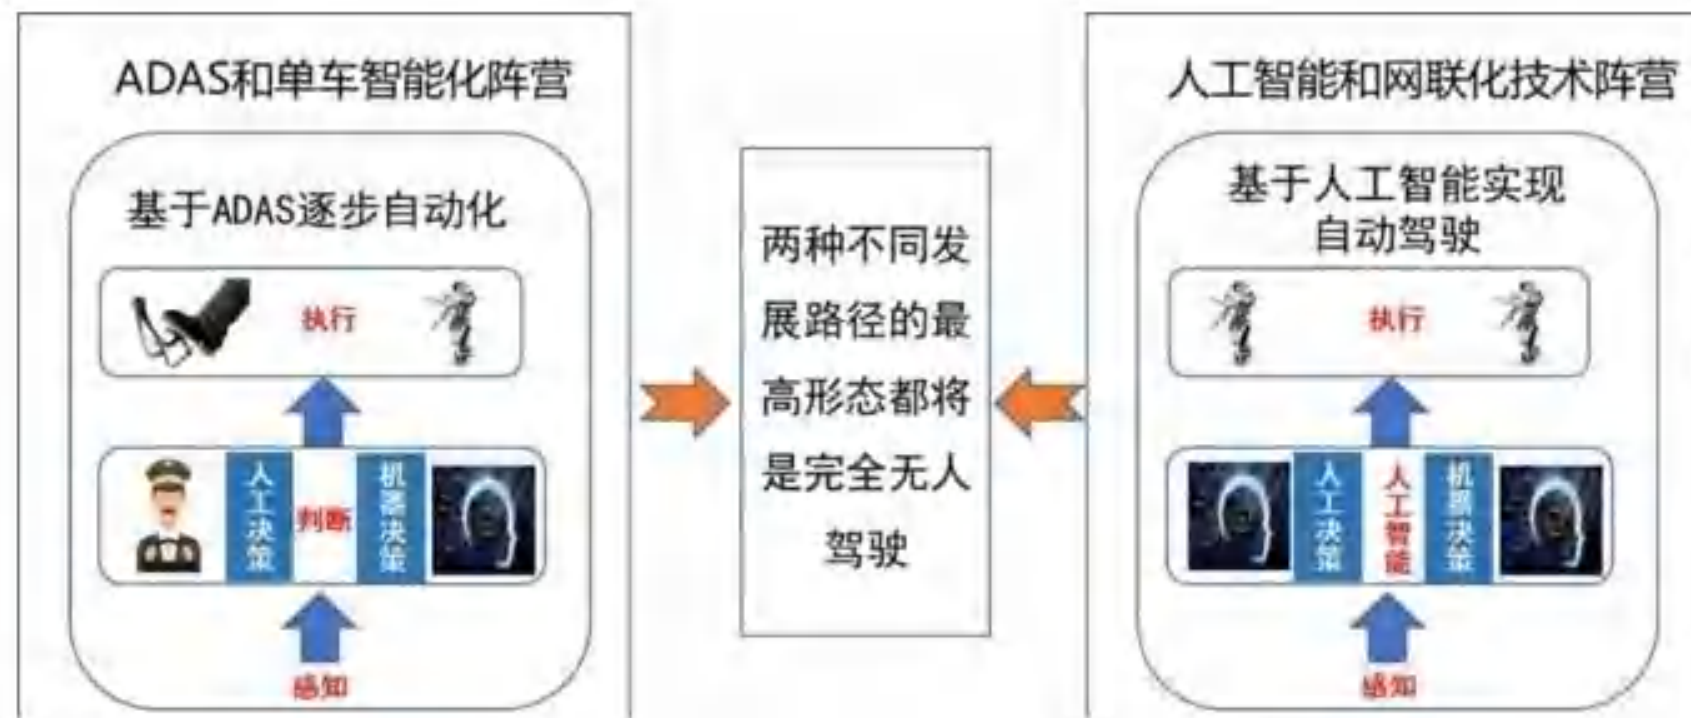 ADAS和单车智能化阵营
基于ADAS逐步自动化
执行
人工决策
判断
机器决策
感知
两种不同发
展路径的最
高形态都将
是完全无人
驾驶
人工智能和网联化技术阵营
基于人工智能实现
自动驾驶
执行
人工决策
人工智能
机器决策
感知